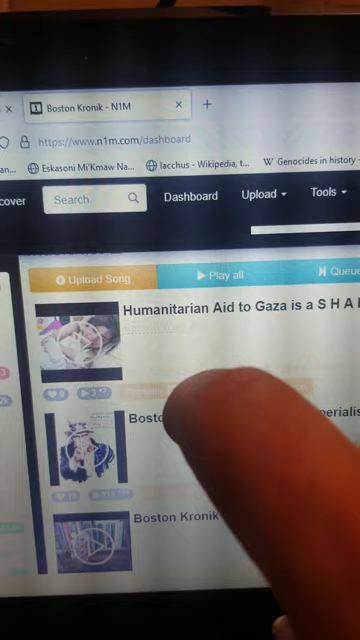 Boston Kronik - N1M
https://www.n1m.com/dashboard
an...
Eskasoni Mi'Kmaw Na...
Iacchus - Wikipedia, t...
W Genocides in history -
cover
Search
Dashboard
Upload
Tools
Upload Song
Play all
Queue
Humanitarian Aid to Gaza is a S H A
Bosto
perialis
Boston Kronik